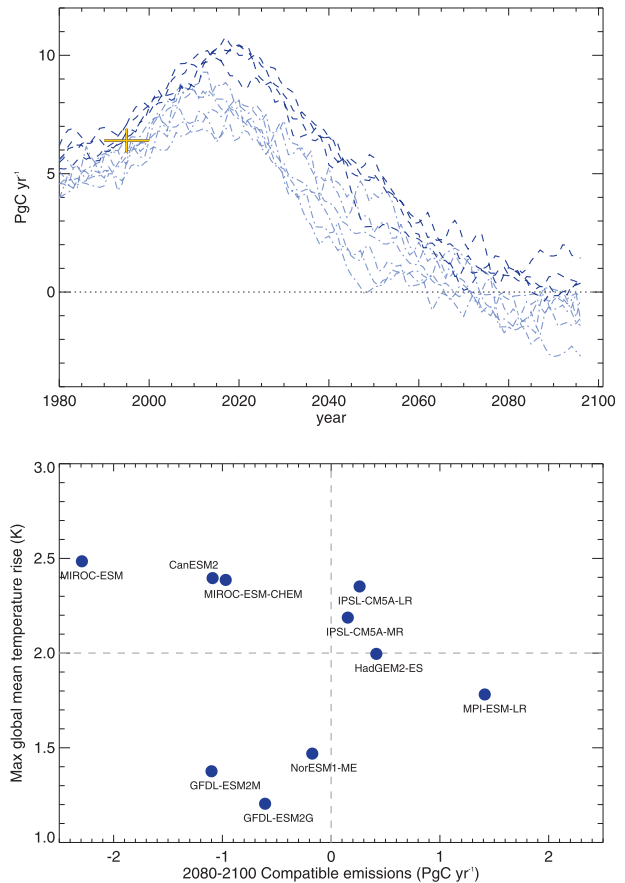 10
5
0
PgC yr⁻¹
1980 2000 2020 2040 2060 2080 2100
year
3.0
2.5
2.0
1.5
1.0
Max global mean temperature rise (K)
MIROC-ESM
CanESM2
MIROC-ESM-CHEM
IPSL-CM5A-LR
IPSL-CM5A-MR
HadGEM2-ES
MPI-ESM-LR
NorESM1-ME
GFDL-ESM2M
GFDL-ESM2G
-2 -1 0 1 2
2080-2100 Compatible emissions (PgC yr⁻¹)